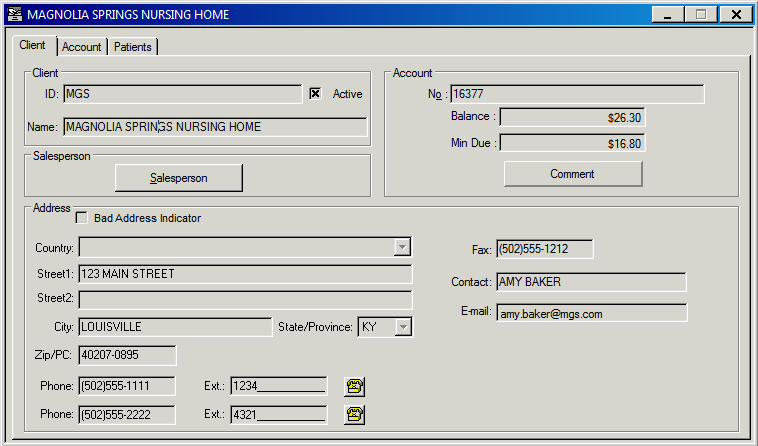 MAGNOLIA SPRINGS NURSING HOME
Client Account Patients
Client
ID: MGS Active
Name: MAGNOLIA SPRINGS NURSING HOME
Account
No : 16377
Balance : $26.30
Min Due : $16.80
Comment
Salesperson
Salesperson
Address
Bad Address Indicator
Country:
Street1: 123 MAIN STREET
Street2:
City: LOUISVILLE State/Province: KY
Zip/PC: 40207-0895
Phone: (502)555-1111 Ext.: 1234
Phone: (502)555-2222 Ext.: 4321
Fax: (502)555-1212
Contact: AMY BAKER
E-mail: amy.baker@mgs.com